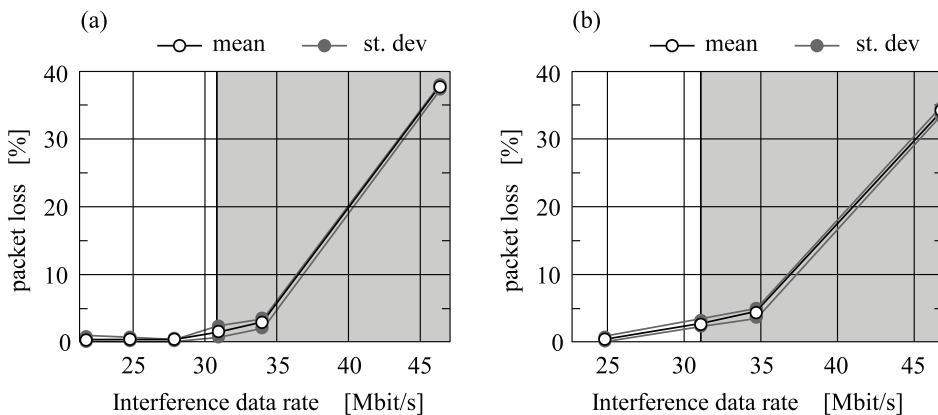 (a)
mean st. dev
40
30
20
10
0
packet loss [%]
25 30 35 40 45
Interference data rate [Mbit/s]
(b)
mean st. dev
40
30
20
10
0
packet loss [%]
25 30 35 40 45
Interference data rate [Mbit/s]